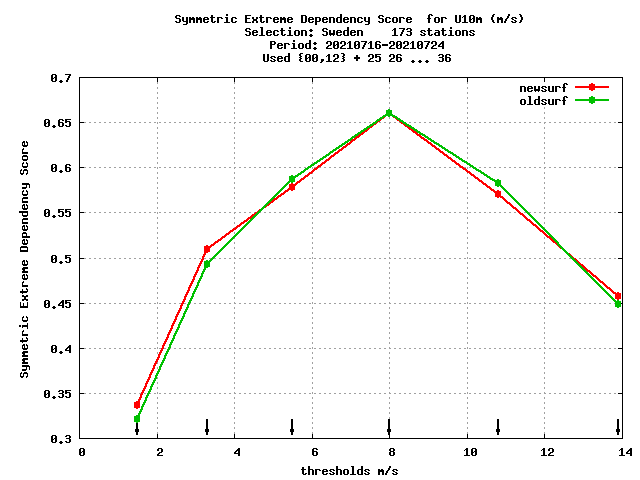 Symmetric Extreme Dependency Score  for U10m (m/s)
Selection: Sweden    173 stations
Period: 20210716-20210724
Used {00,12} + 25 26 ... 36
newsurf
oldsurf
0.7
0.65
0.6
0.55
0.5
0.45
0.4
0.35
0.3
Symmetric Extreme Dependency Score
0 2 4 6 8 10 12 14
thresholds m/s